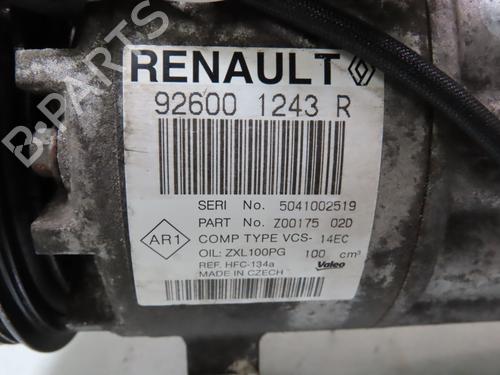 RENAULT
92600 1243 R
SERI No. 5041002519
PART No. Z00175 02D
AR1
COMP TYPE VCS- 14EC
OIL: ZXL100PG 100 cm³
REF. HFC-134a
MADE IN CZECH
Valeo